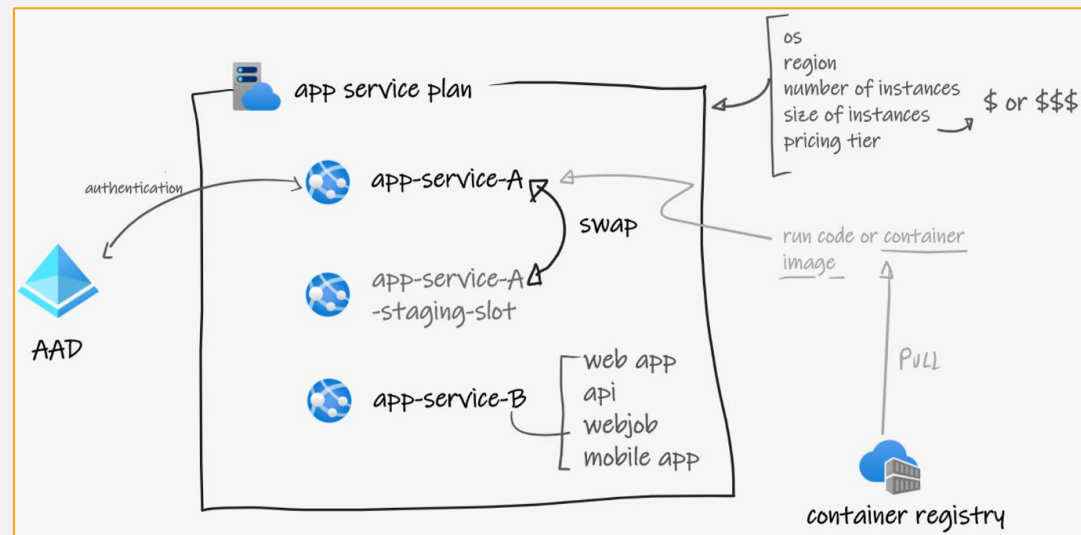 app service plan
os
region
number of instances
size of instances
pricing tier
$ or $$$
authentication
app-service-A
swap
run code or container
image
app-service-A
-staging-slot
AAD
PULL
app-service-B
web app
api
webjob
mobile app
container registry